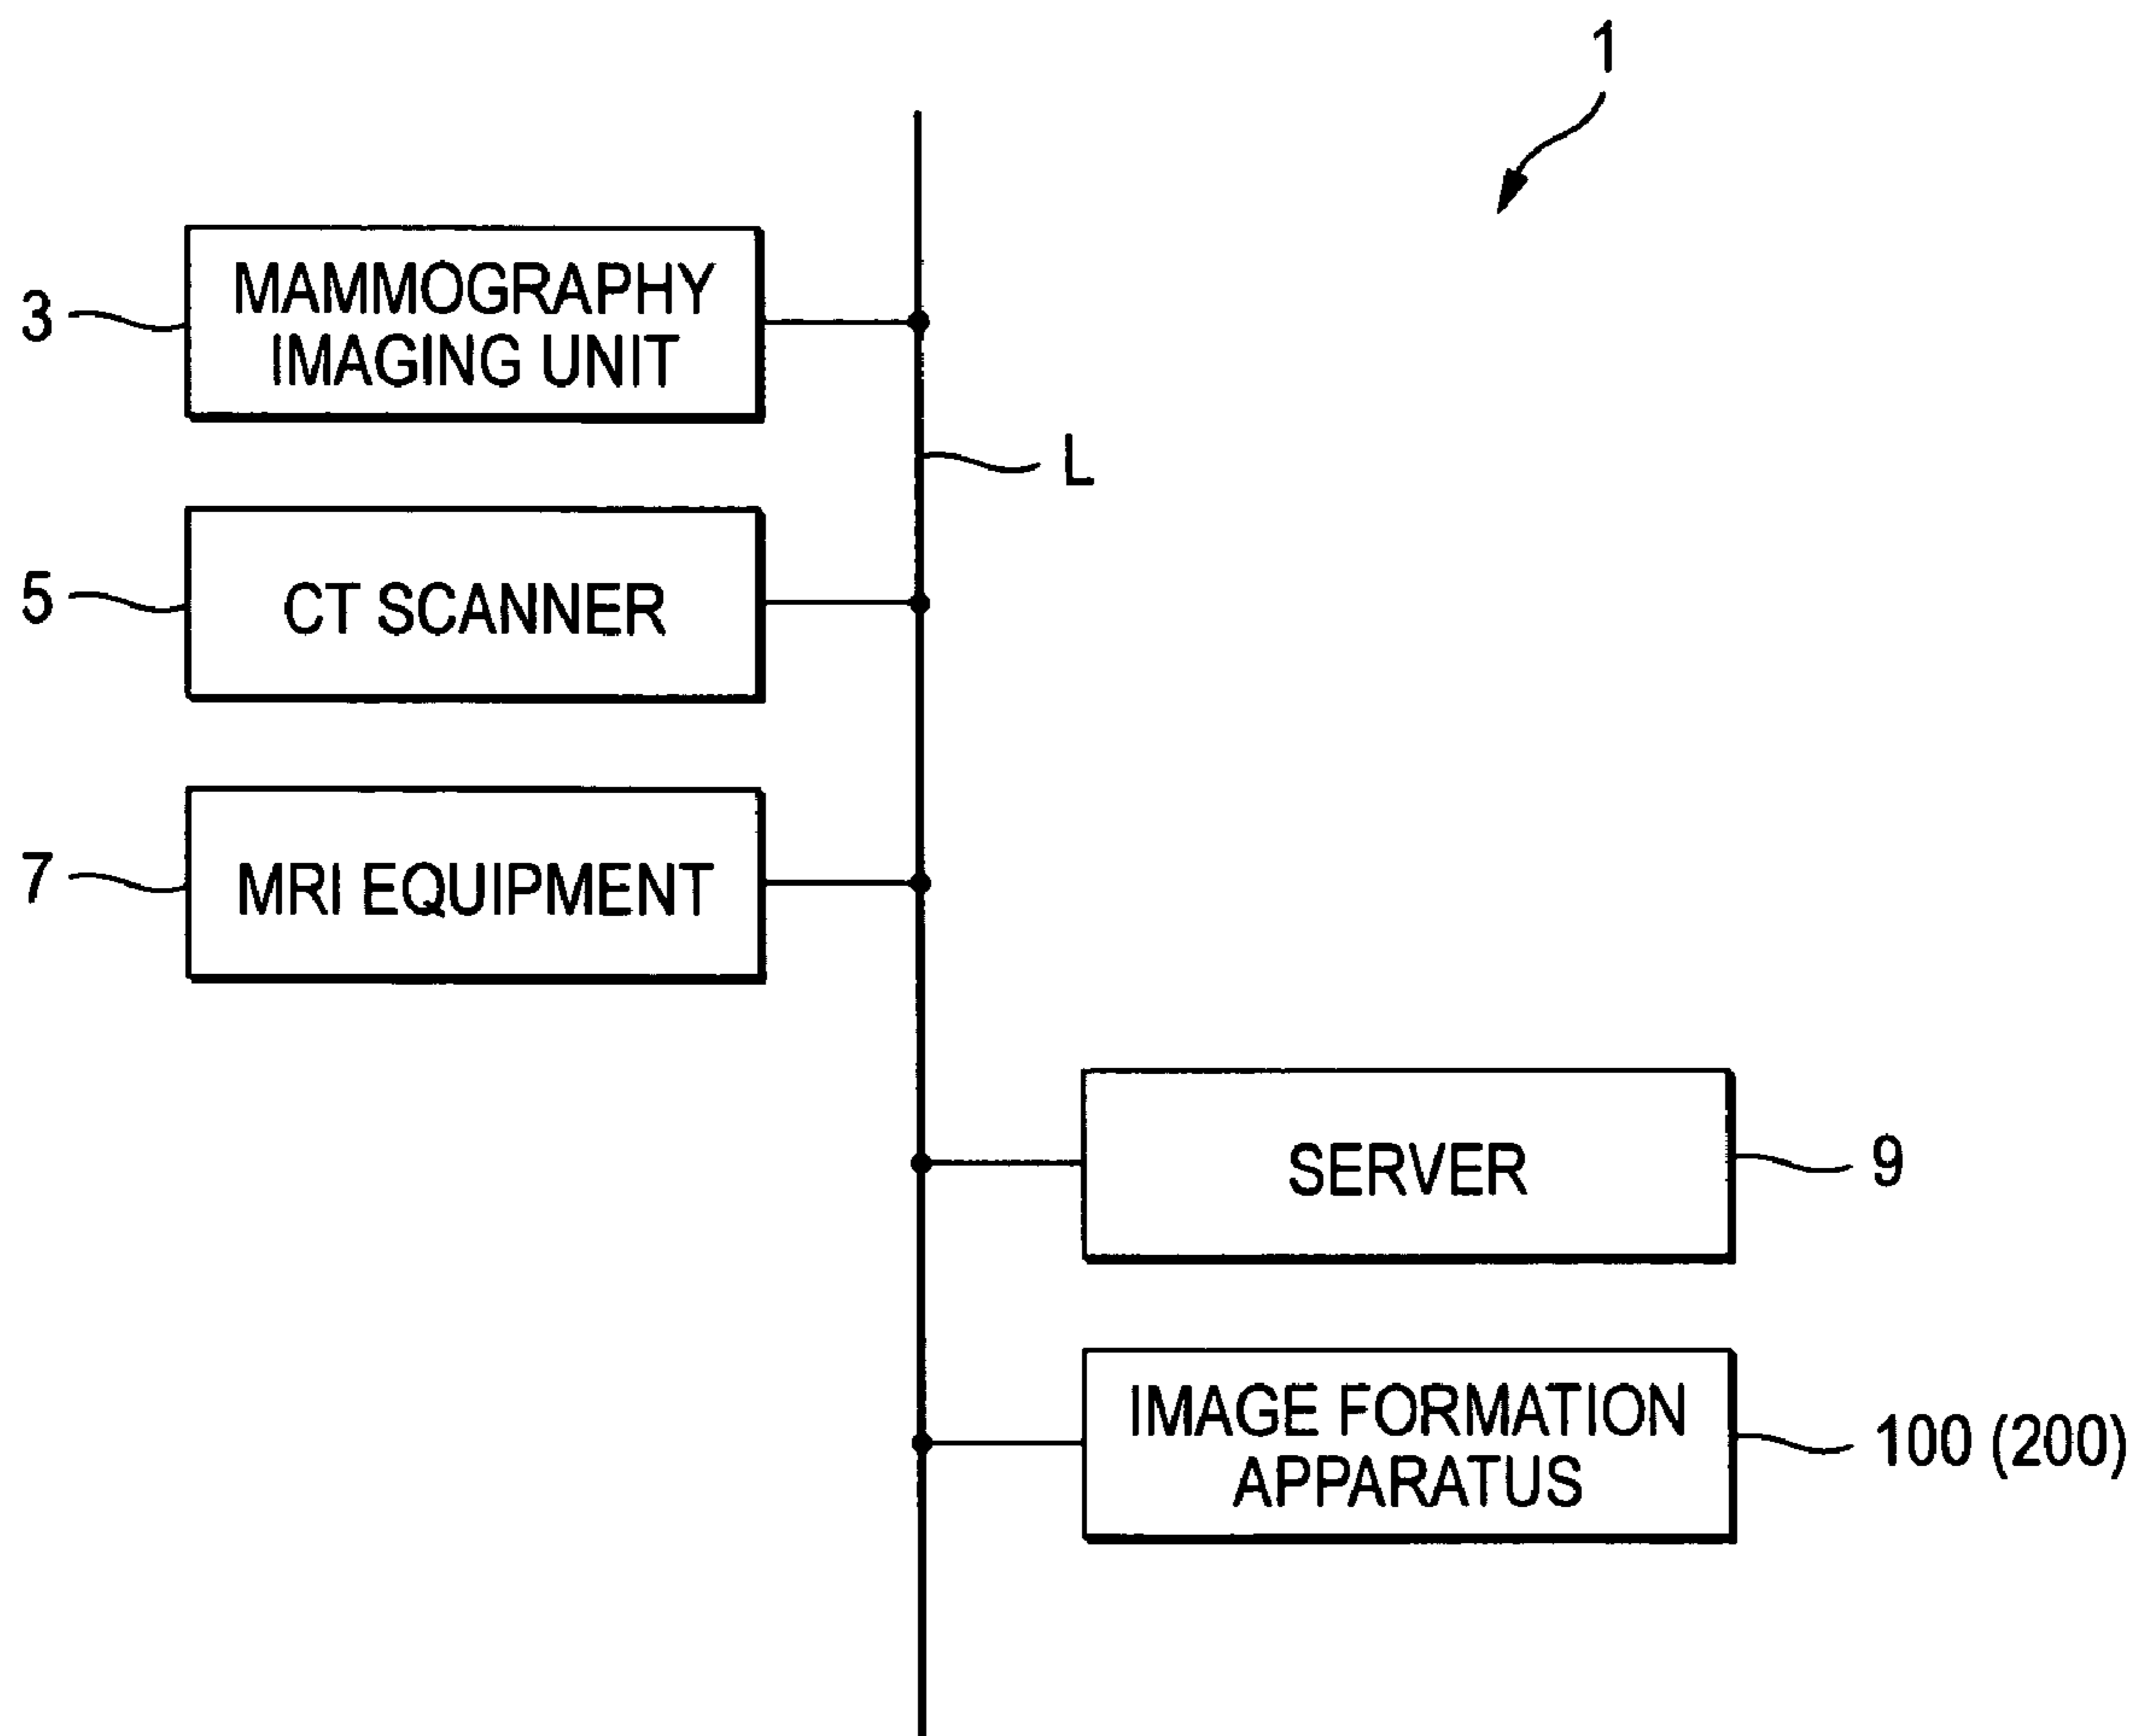 1
3
MAMMOGRAPHY
IMAGING UNIT
L
5
CT SCANNER
7
MRI EQUIPMENT
SERVER
9
IMAGE FORMATION
APPARATUS
100 (200)